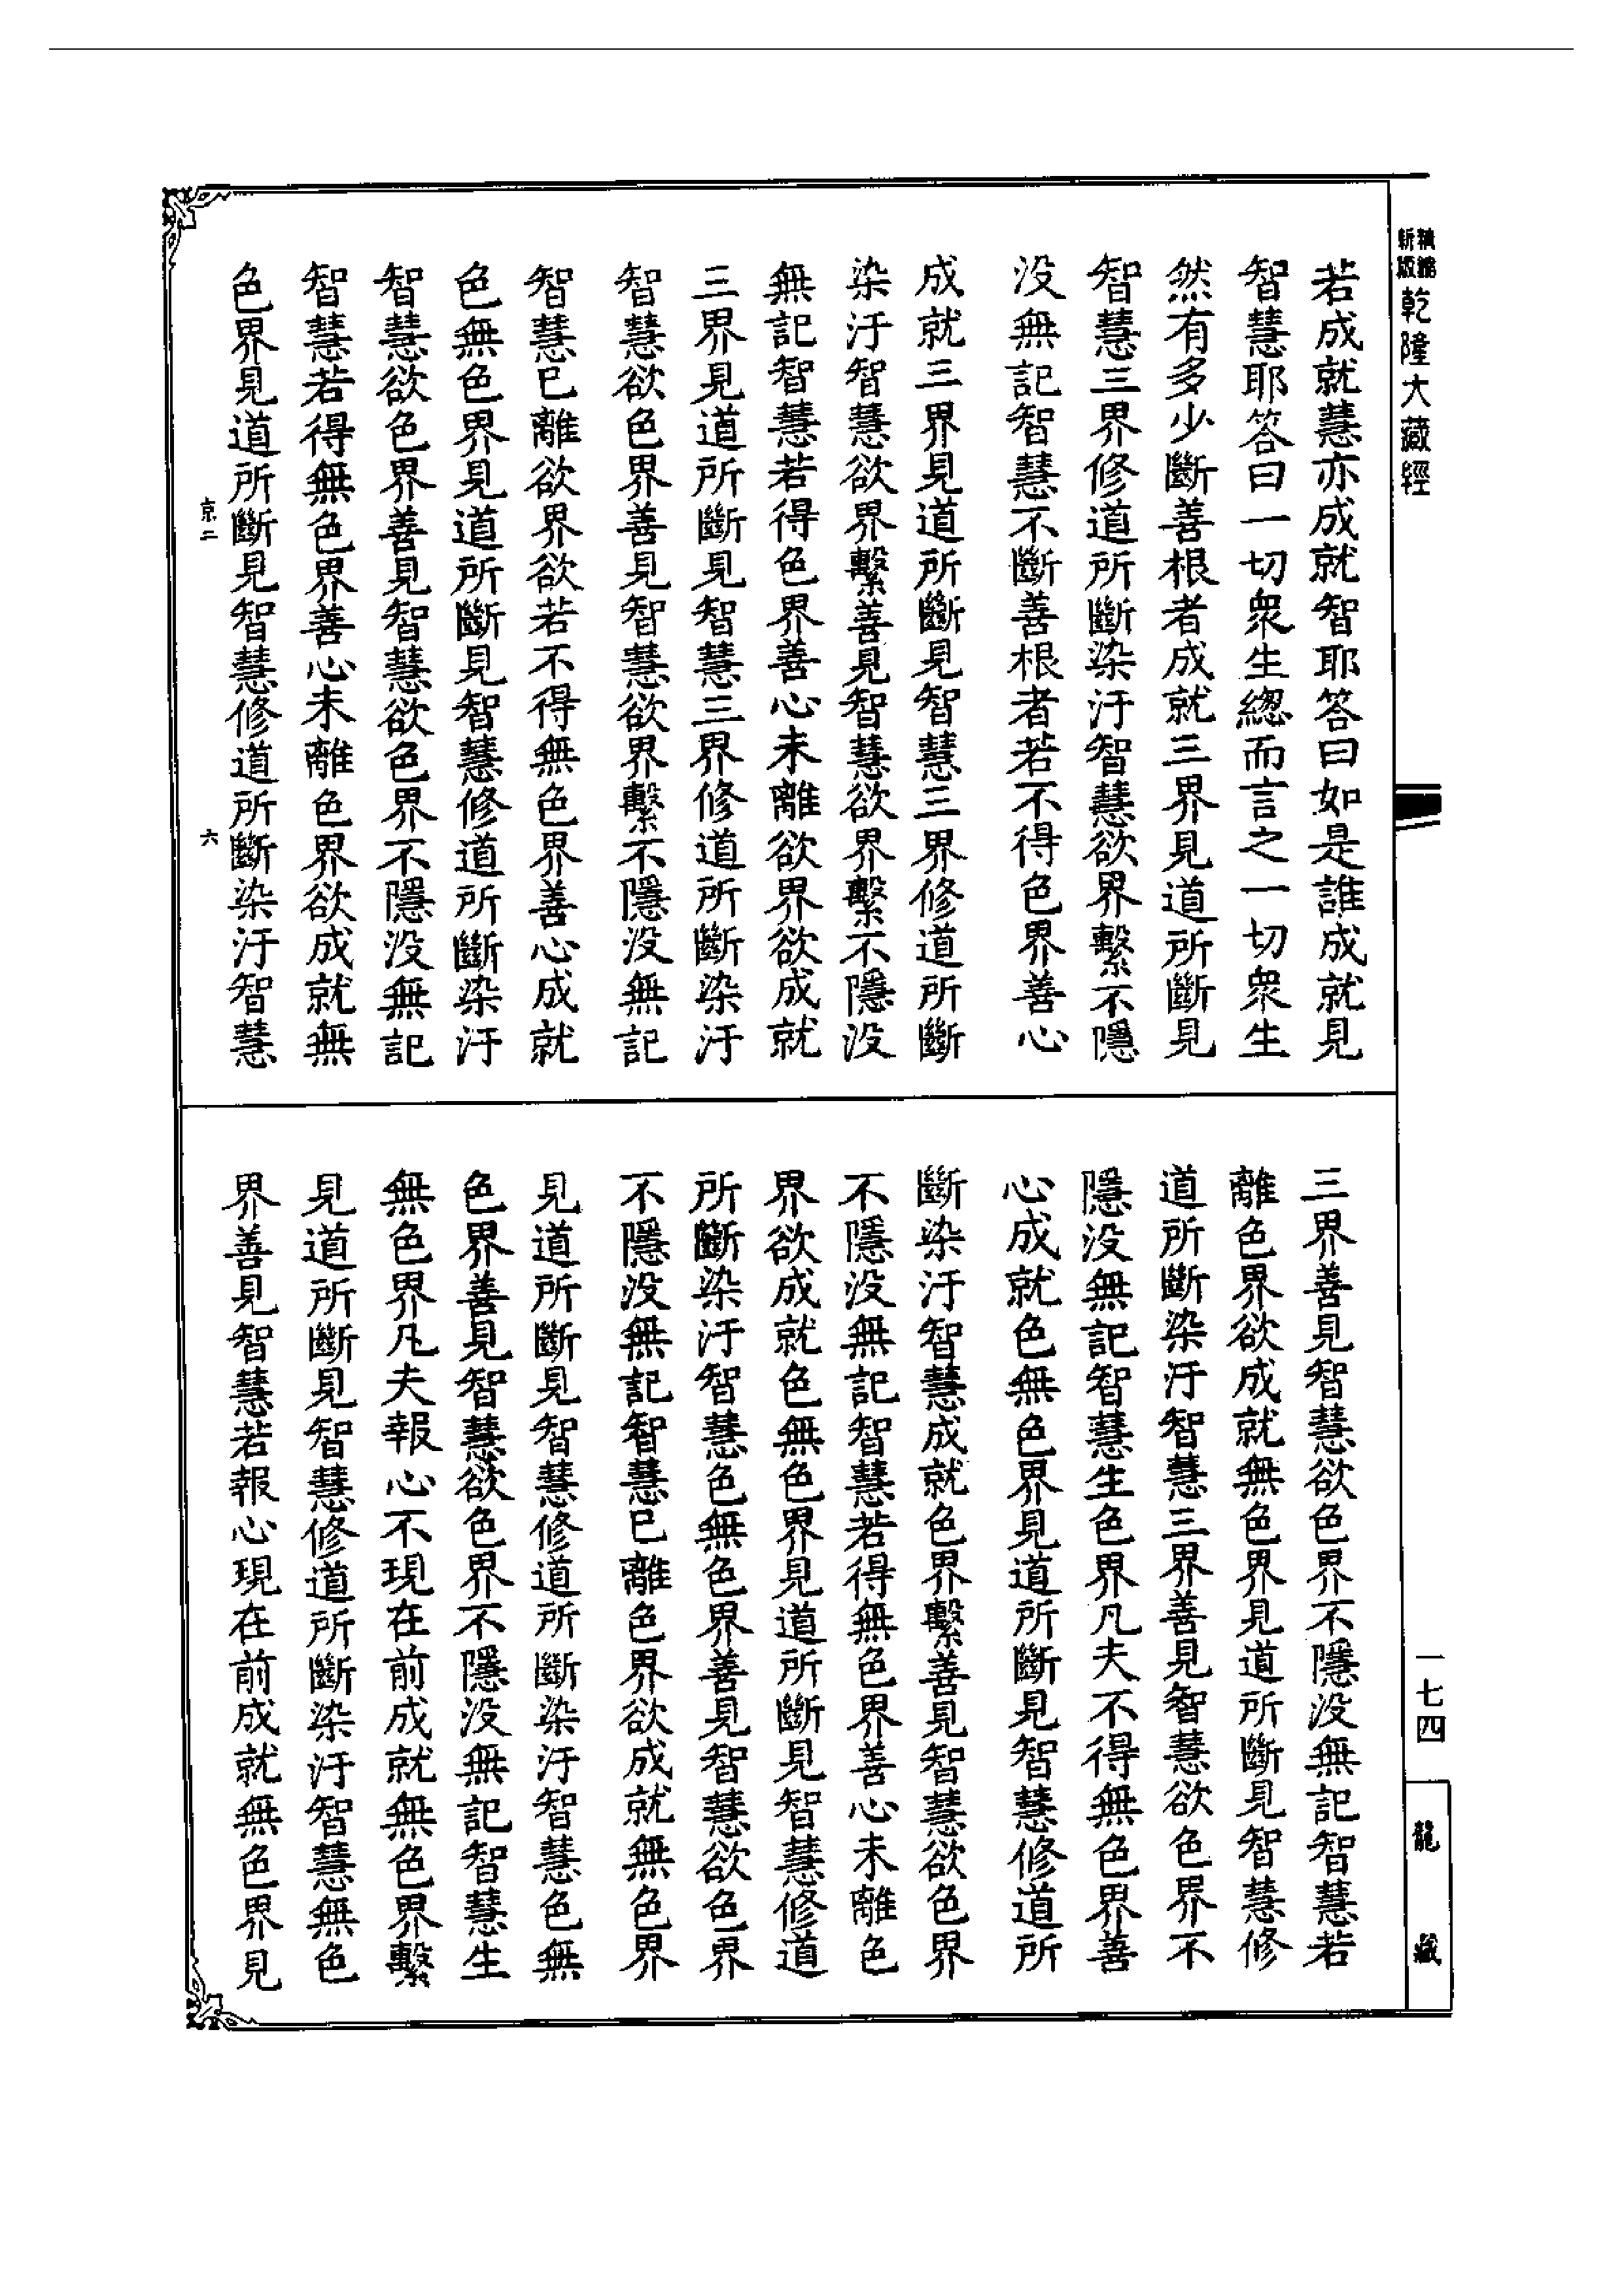 新編
縮版
乾隆大藏經
若成就慧亦成就智耶答曰如是誰成就見
智慧耶答曰一切衆生緫而言之一切衆生
然有多少斷善根者成就三界見道所斷見
智慧三界修道所斷染汙智慧欲界繫不隱
没無記智慧不斷善根者若不得色界善心
成就三界見道所斷見智慧三界修道所斷
染汙智慧欲界繫善見智慧欲界繫不隱没
無記智慧若得色界善心未離欲界欲成就
三界見道所斷見智慧三界修道所斷染汙
智慧欲色界善見智慧欲界繫不隱没無記
智慧已離欲界欲若不得無色界善心成就
色無色界見道所斷見智慧修道所斷染汙
智慧欲色界善見智慧欲色界不隱没無記
智慧若得無色界善心未離色界欲成就無
色界見道所斷見智慧修道所斷染汙智慧
京二
六
三界善見智慧欲色界不隱没無記智慧若
離色界欲成就無色界見道所斷見智慧修
道所斷染汙智慧三界善見智慧欲色界不
隱没無記智慧生色界凡夫不得無色界善
心成就色無色界見道所斷見智慧修道所
斷染汙智慧成就色界繫善見智慧欲色界
不隱没無記智慧若得無色界善心未離色
界欲成就色無色界見道所斷見智慧修道
所斷染汙智慧色無色界善見智慧欲色界
不隱没無記智慧已離色界欲成就無色界
見道所斷見智慧修道所斷染汙智慧色無
色界善見智慧欲色界不隱没無記智慧生
無色界凡夫報心不現在前成就無色界繫
見道所斷見智慧修道所斷染汙智慧無色
界善見智慧若報心現在前成就無色界見
一七四
龍藏